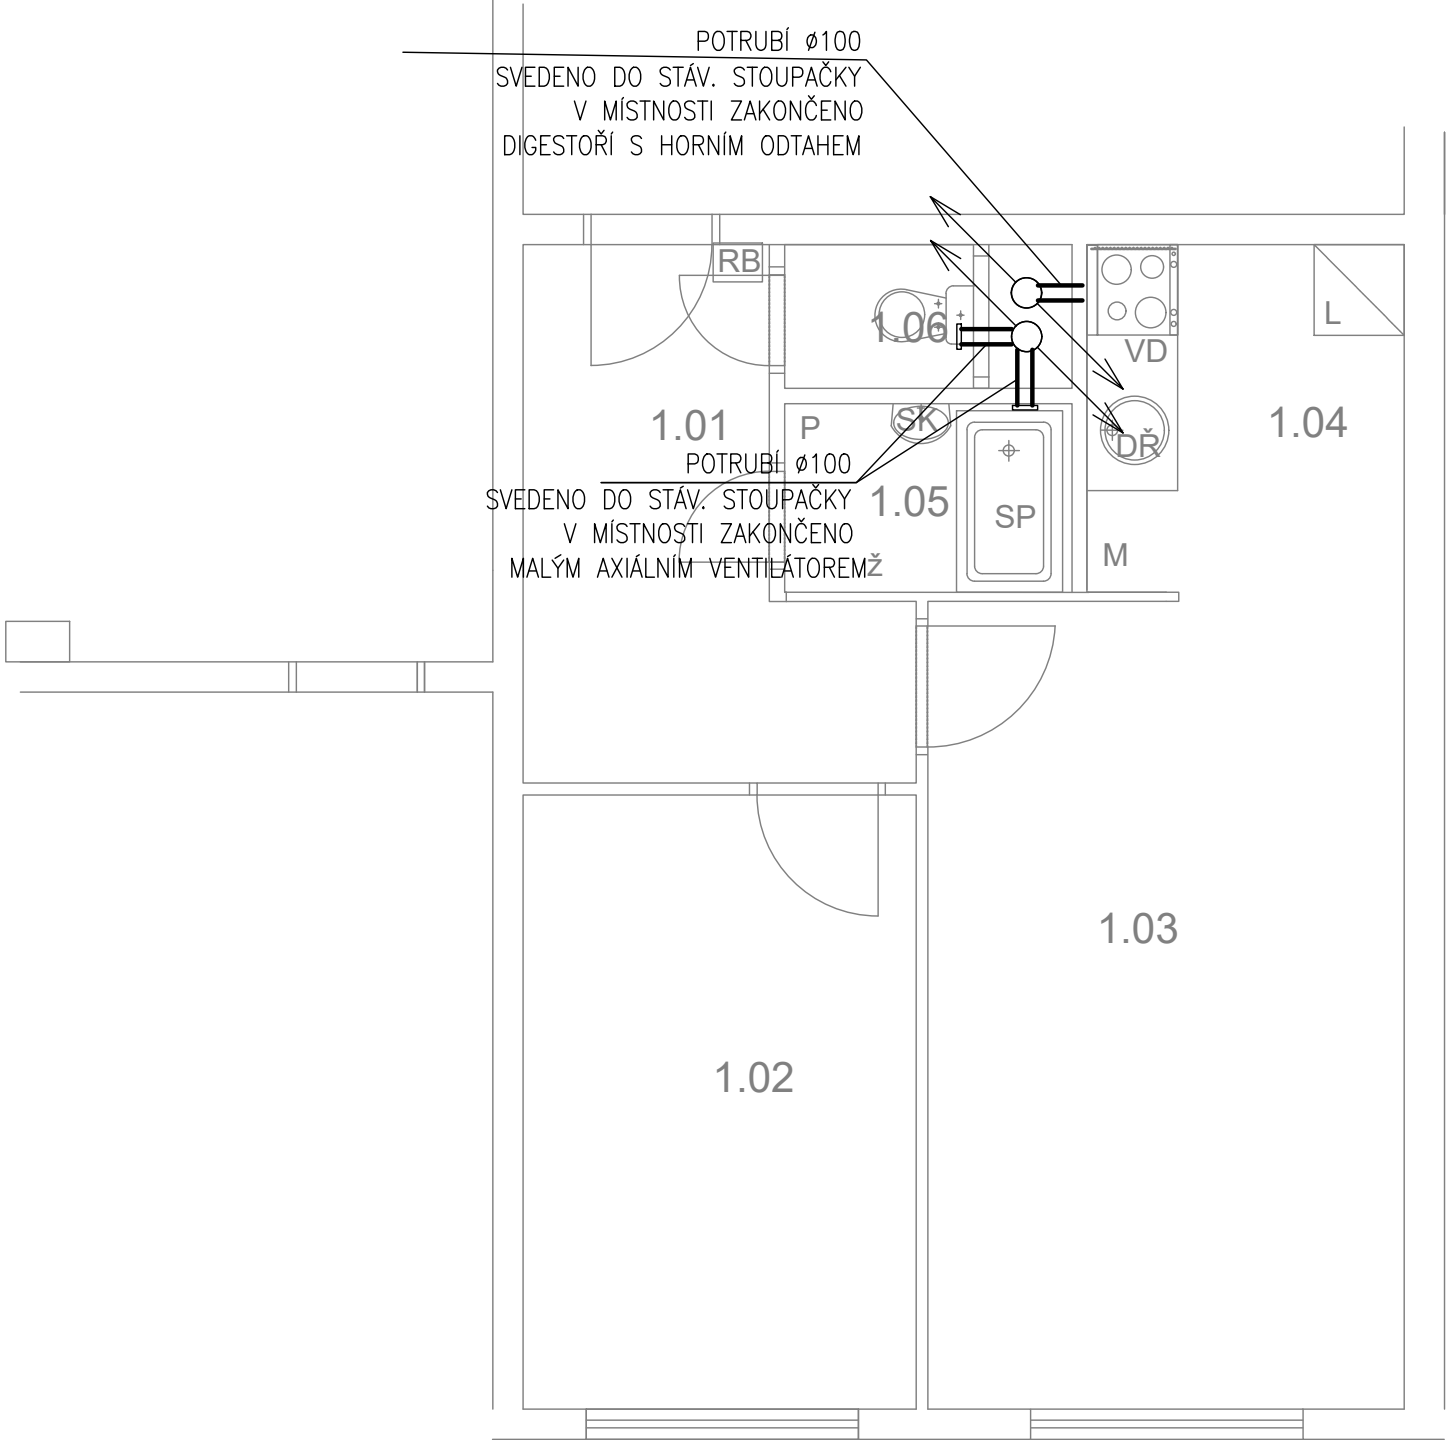 POTRUBÍ ø100
SVEDENO DO STÁV. STOUPAČKY
V MÍSTNOSTI ZAKONČENO
DIGESTOŘÍ S HORNÍM ODTAHEM
RB
1.06
L
VD
1.01
P
SK
DŘ
1.04
POTRUBÍ ø100
SVEDENO DO STÁV. STOUPAČKY
V MÍSTNOSTI ZAKONČENO
MALÝM AXIÁLNÍM VENTILÁTOREM
1.05
SP
M
ž
1.03
1.02